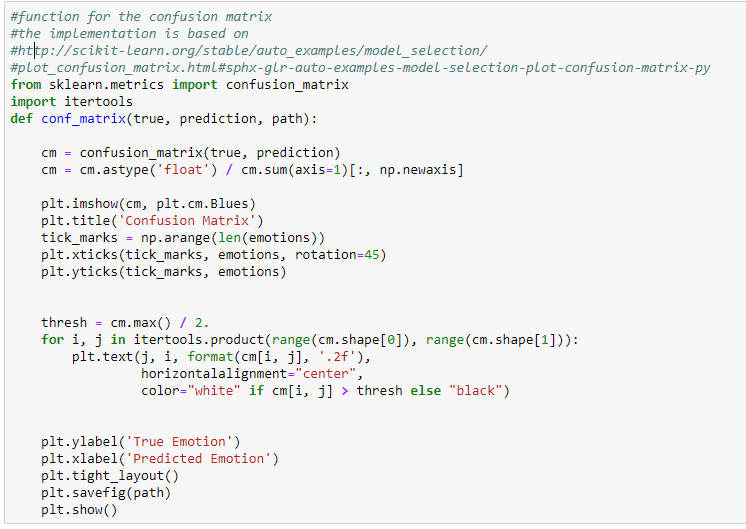 #function for the confusion matrix
#the implementation is based on
#http://scikit-learn.org/stable/auto_examples/model_selection/
#plot_confusion_matrix.html#sphx-glr-auto-examples-model-selection-plot-confusion-matrix-py
from sklearn.metrics import confusion_matrix
import itertools
def conf_matrix(true, prediction, path):

    cm = confusion_matrix(true, prediction)
    cm = cm.astype('float') / cm.sum(axis=1)[:, np.newaxis]

    plt.imshow(cm, plt.cm.Blues)
    plt.title('Confusion Matrix')
    tick_marks = np.arange(len(emotions))
    plt.xticks(tick_marks, emotions, rotation=45)
    plt.yticks(tick_marks, emotions)


    thresh = cm.max() / 2.
    for i, j in itertools.product(range(cm.shape[0]), range(cm.shape[1])):
        plt.text(j, i, format(cm[i, j], '.2f'),
                 horizontalalignment="center",
                 color="white" if cm[i, j] > thresh else "black")


    plt.ylabel('True Emotion')
    plt.xlabel('Predicted Emotion')
    plt.tight_layout()
    plt.savefig(path)
    plt.show()